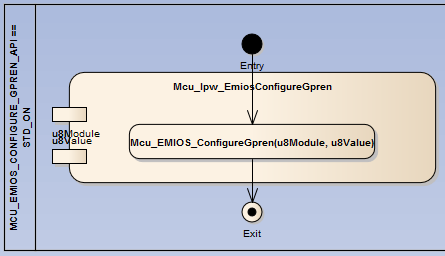 MCU_EMIOS_CONFIGURE_GPREN_API ==
STD_ON
Entry
Mcu_Ipw_EmiosConfigureGpren
u8Module
u8Value
Mcu_EMIOS_ConfigureGpren(u8Module, u8Value)
Exit